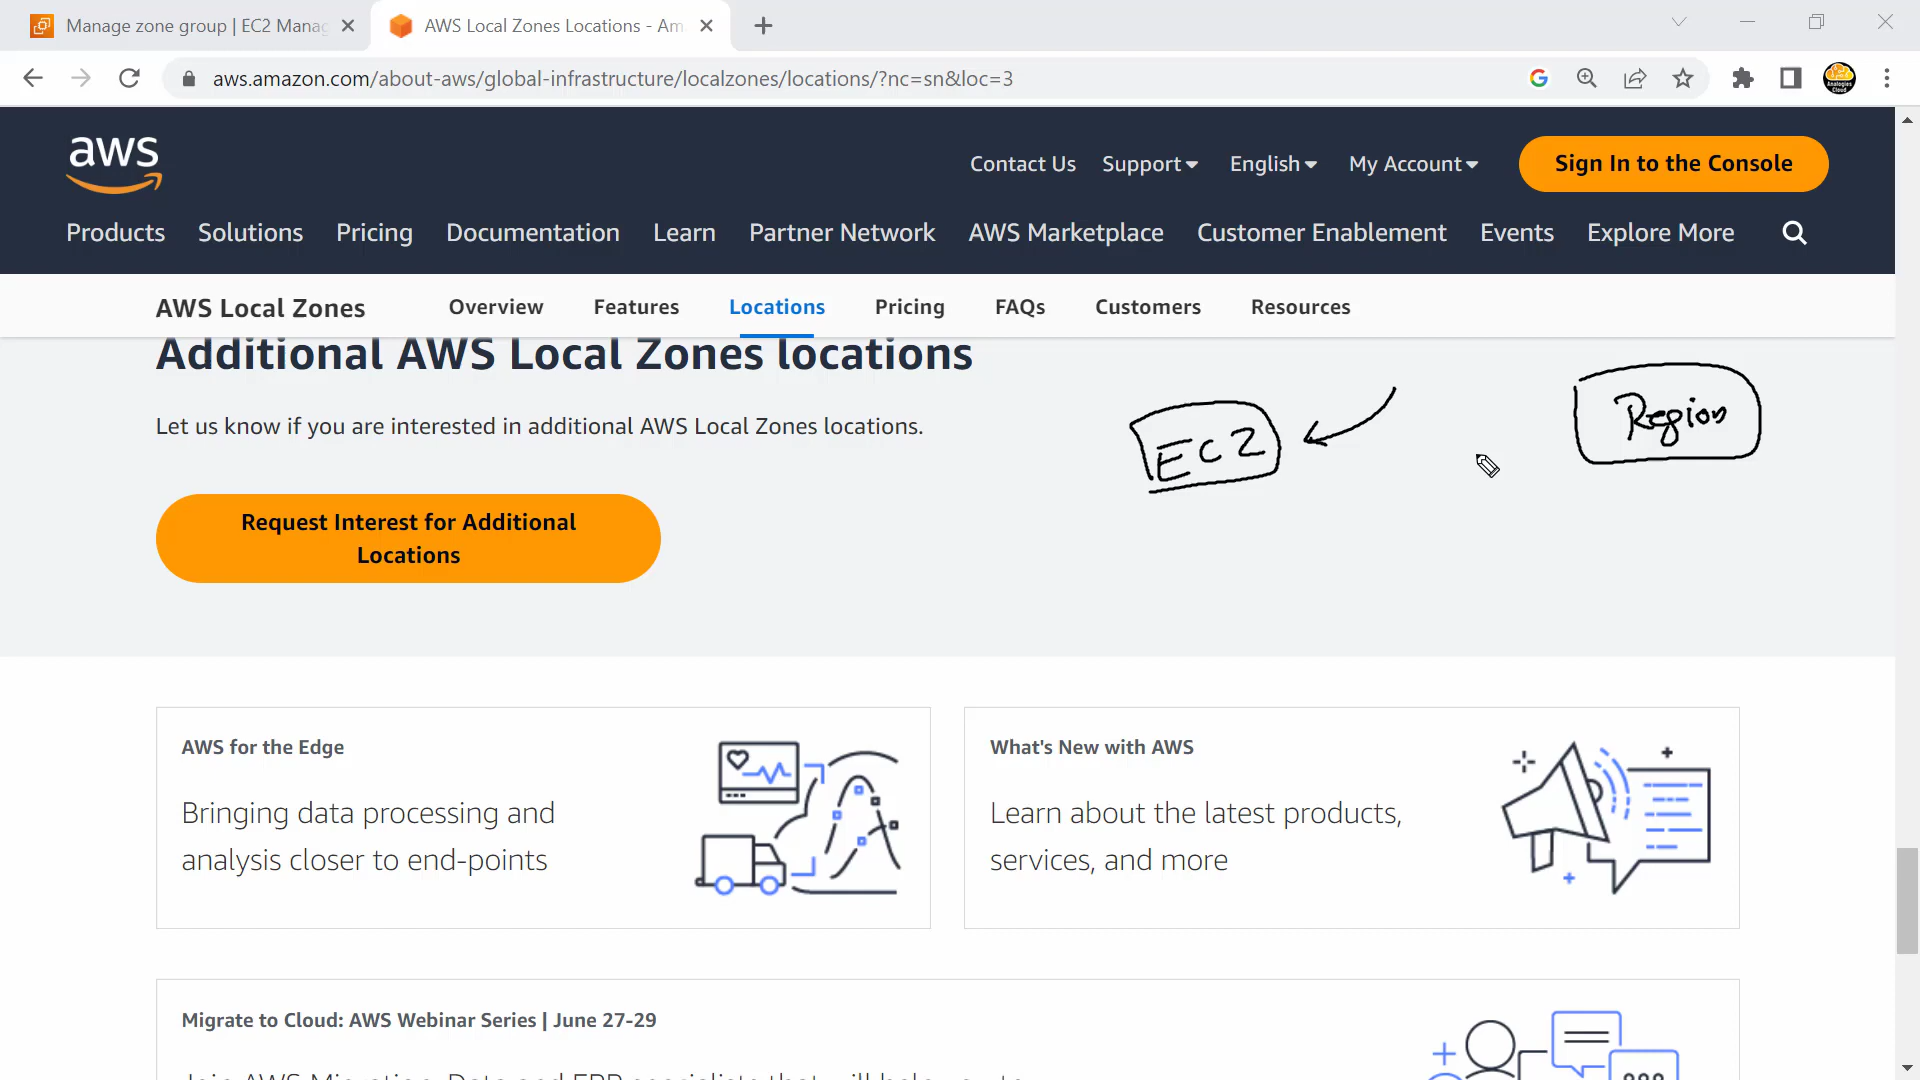 Manage zone group | EC2 Manag
AWS Local Zones Locations - Am
aws.amazon.com/about-aws/global-infrastructure/localzones/locations/?nc=sn&loc=3
aws
Contact Us Support English My Account Sign In to the Console
Products Solutions Pricing Documentation Learn Partner Network AWS Marketplace Customer Enablement Events Explore More
AWS Local Zones Overview Features Locations Pricing FAQs Customers Resources
Additional AWS Local Zones locations
Let us know if you are interested in additional AWS Local Zones locations.
EC2
Region
Request Interest for Additional
Locations
AWS for the Edge
Bringing data processing and
analysis closer to end-points
What's New with AWS
Learn about the latest products,
services, and more
Migrate to Cloud: AWS Webinar Series | June 27-29